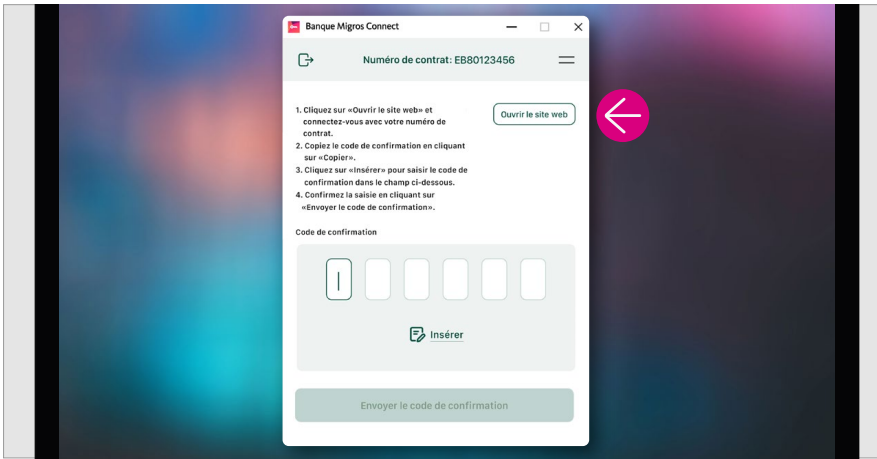 Banque Migros Connect
Numéro de contrat: EB80123456
1. Cliquez sur «Ouvrir le site web» et
connectez-vous avec votre numéro de
contrat.
Ouvrir le site web
2. Copiez le code de confirmation en cliquant
sur «Copier».
3. Cliquez sur «Insérer» pour saisir le code de
confirmation dans le champ ci-dessous.
4. Confirmez la saisie en cliquant sur
«Envoyer le code de confirmation».
Code de confirmation
Insérer
Envoyer le code de confirmation